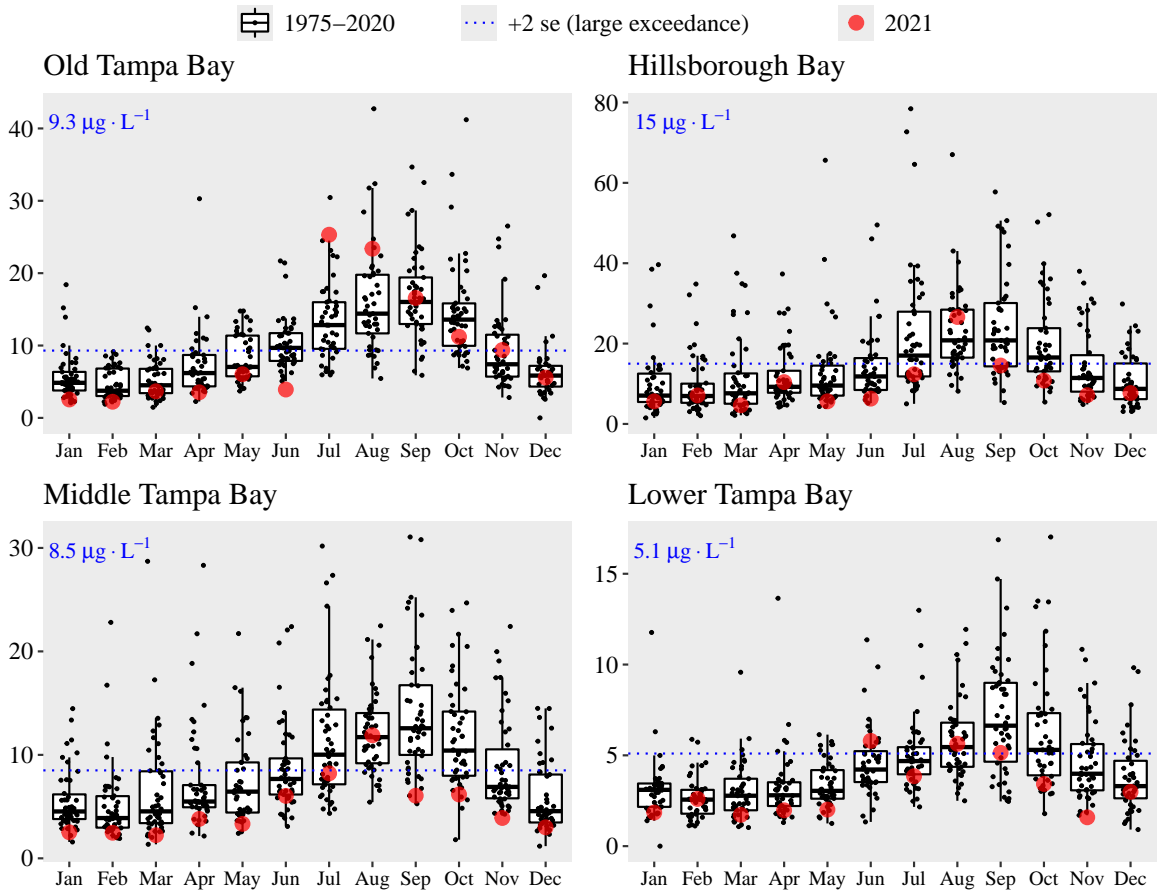 1975–2020 +2 se (large exceedance) 2021
Old Tampa Bay
9.3 µg · L⁻¹
40
30
20
10
0
Jan Feb Mar Apr May Jun Jul Aug Sep Oct Nov Dec
Hillsborough Bay
15 µg · L⁻¹
80
60
40
20
0
Jan Feb Mar Apr May Jun Jul Aug Sep Oct Nov Dec
Middle Tampa Bay
8.5 µg · L⁻¹
30
20
10
0
Jan Feb Mar Apr May Jun Jul Aug Sep Oct Nov Dec
Lower Tampa Bay
5.1 µg · L⁻¹
15
10
5
0
Jan Feb Mar Apr May Jun Jul Aug Sep Oct Nov Dec